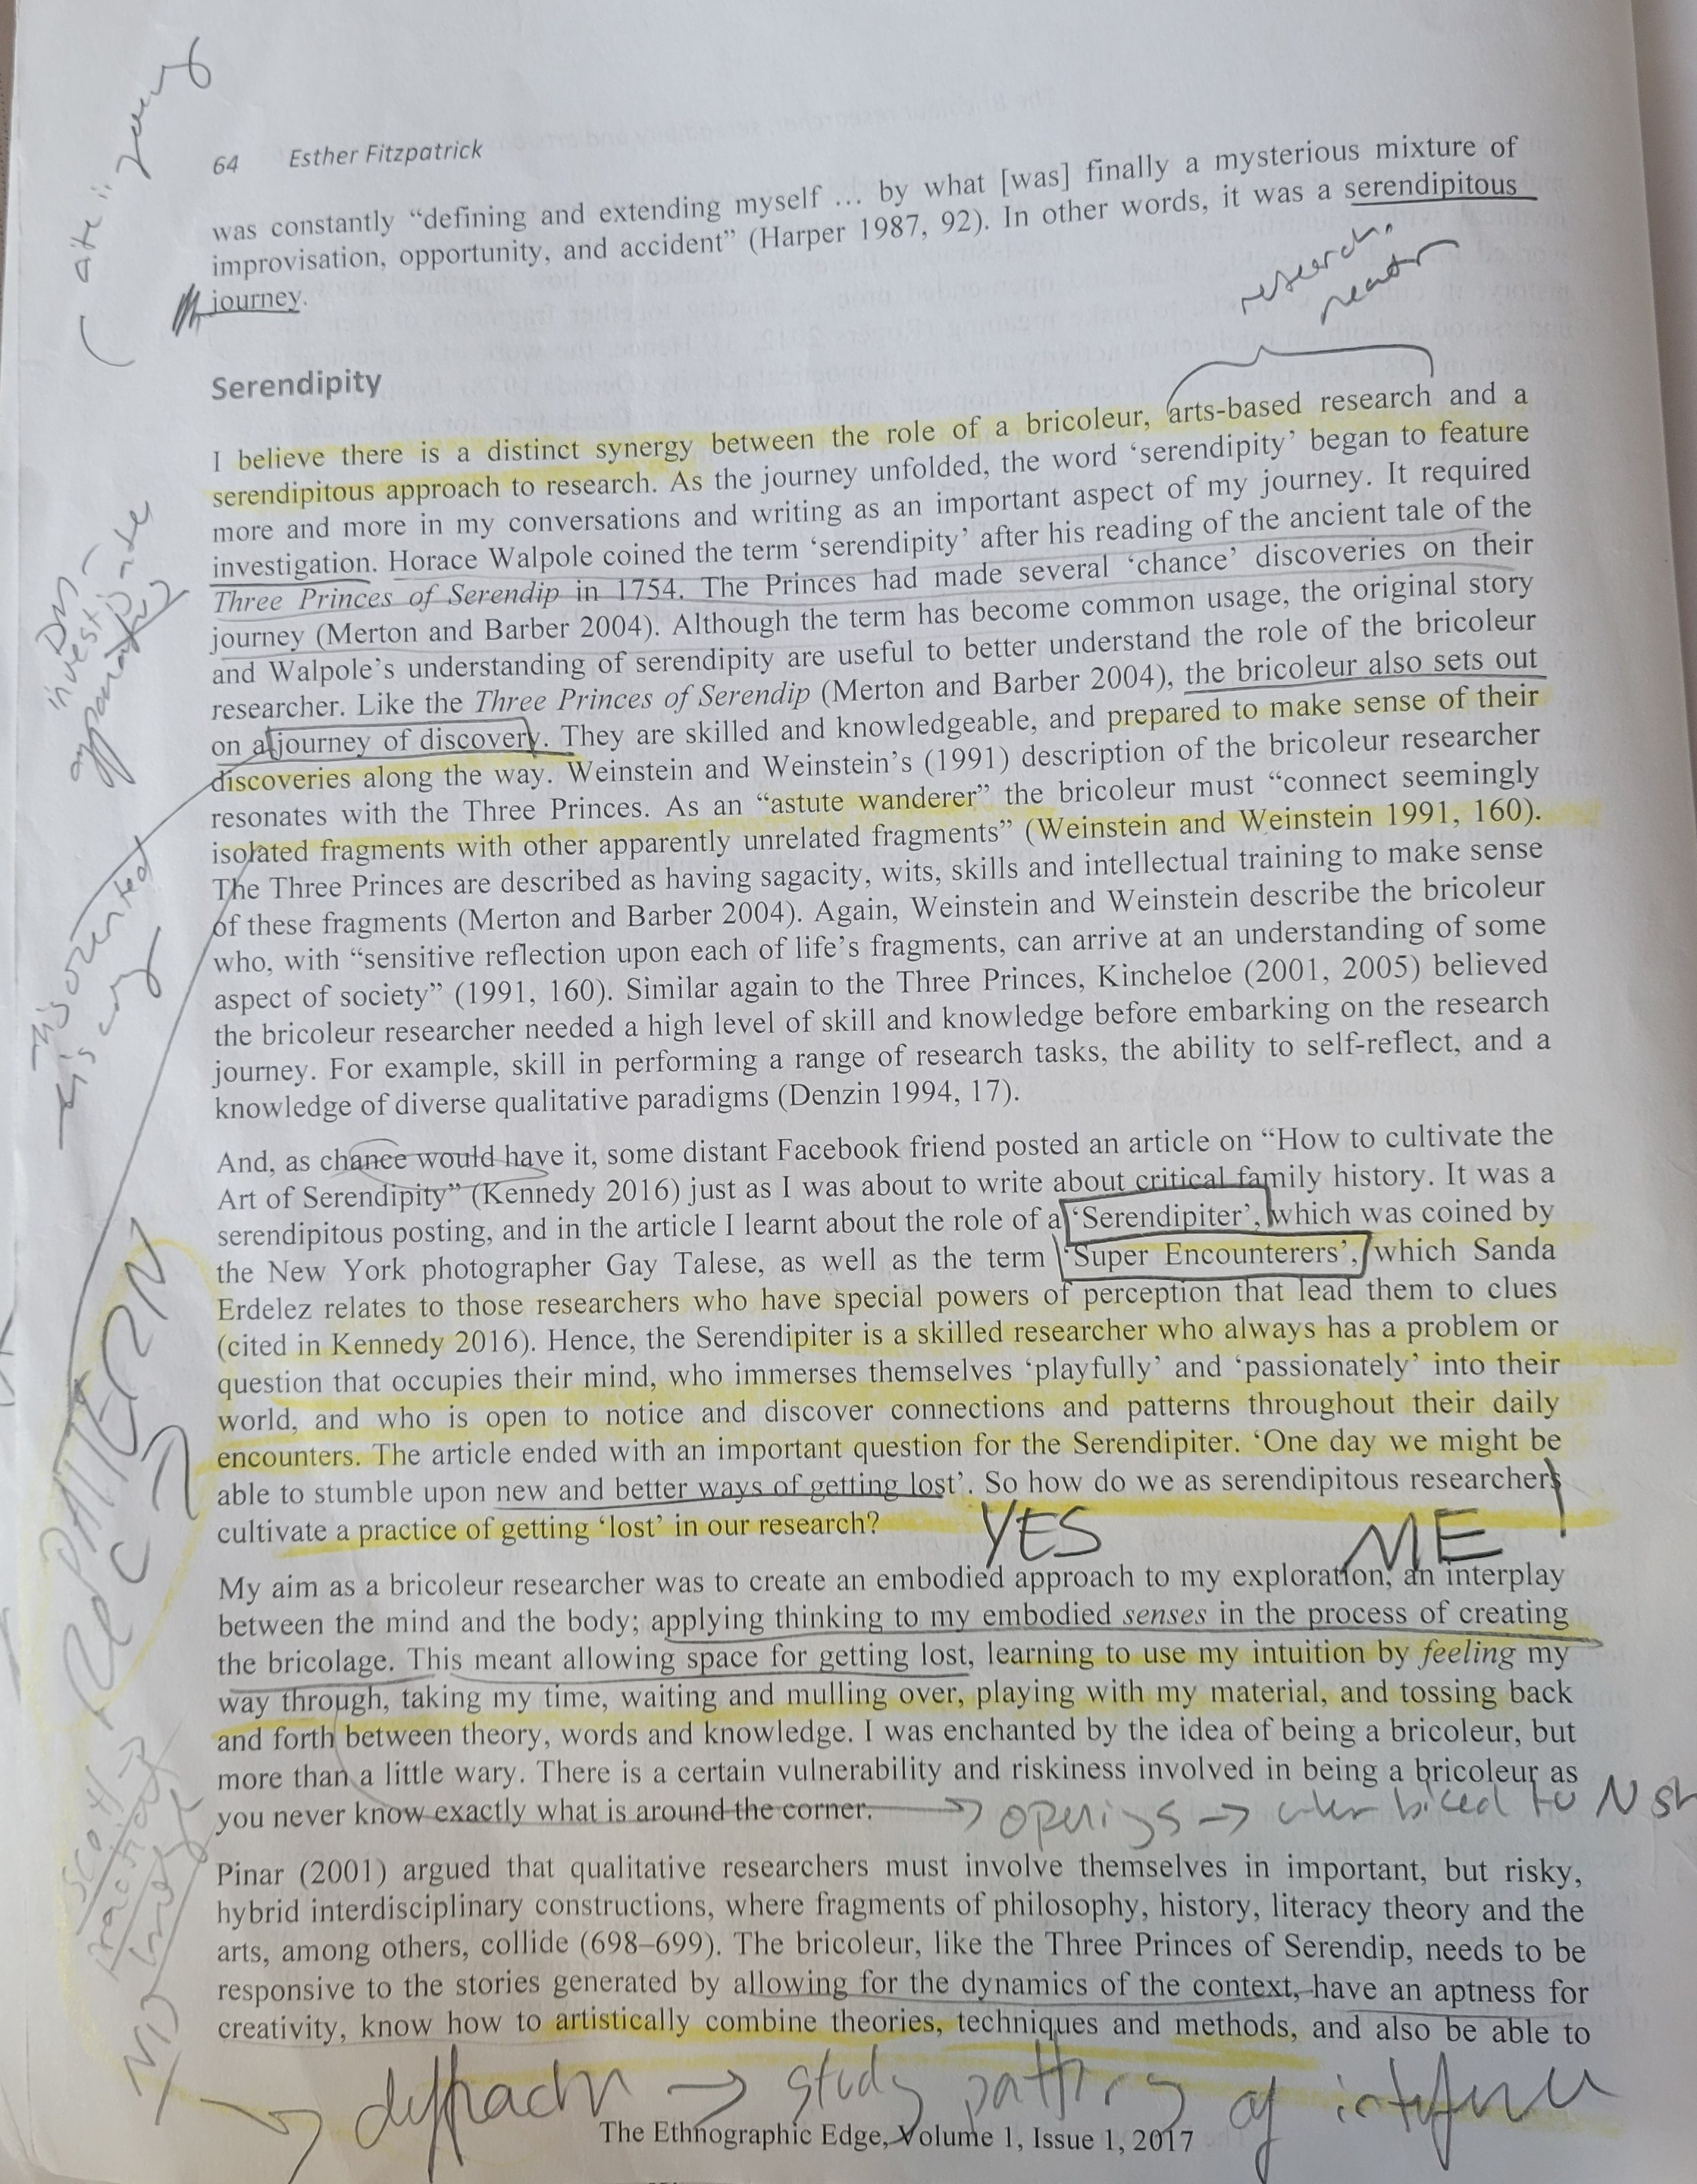 64 Esther Fitzpatrick
was constantly “defining and extending myself ... by what [was] finally a mysterious mixture of
improvisation, opportunity, and accident” (Harper 1987, 92). In other words, it was a serendipitous
journey.
research.
Serendipity
I believe there is a distinct synergy between the role of a bricoleur, arts-based research and a
serendipitous approach to research. As the journey unfolded, the word ‘serendipity’ began to feature
more and more in my conversations and writing as an important aspect of my journey. It required
investigation. Horace Walpole coined the term ‘serendipity’ after his reading of the ancient tale of the
Three Princes of Serendip in 1754. The Princes had made several ‘chance’ discoveries on their
journey (Merton and Barber 2004). Although the term has become common usage, the original story
and Walpole’s understanding of serendipity are useful to better understand the role of the bricoleur
researcher. Like the Three Princes of Serendip (Merton and Barber 2004), the bricoleur also sets out
on a journey of discovery. They are skilled and knowledgeable, and prepared to make sense of their
discoveries along the way. Weinstein and Weinstein’s (1991) description of the bricoleur researcher
resonates with the Three Princes. As an “astute wanderer” the bricoleur must “connect seemingly
isolated fragments with other apparently unrelated fragments” (Weinstein and Weinstein 1991, 160).
The Three Princes are described as having sagacity, wits, skills and intellectual training to make sense
of these fragments (Merton and Barber 2004). Again, Weinstein and Weinstein describe the bricoleur
who, with “sensitive reflection upon each of life’s fragments, can arrive at an understanding of some
aspect of society” (1991, 160). Similar again to the Three Princes, Kincheloe (2001, 2005) believed
the bricoleur researcher needed a high level of skill and knowledge before embarking on the research
journey. For example, skill in performing a range of research tasks, the ability to self-reflect, and a
knowledge of diverse qualitative paradigms (Denzin 1994, 17).
And, as chance would have it, some distant Facebook friend posted an article on “How to cultivate the
Art of Serendipity” (Kennedy 2016) just as I was about to write about critical family history. It was a
serendipitous posting, and in the article I learnt about the role of a ‘Serendipiter’, which was coined by
the New York photographer Gay Talese, as well as the term ‘Super Encounterers’, which Sanda
Erdelez relates to those researchers who have special powers of perception that lead them to clues
(cited in Kennedy 2016). Hence, the Serendipiter is a skilled researcher who always has a problem or
question that occupies their mind, who immerses themselves ‘playfully’ and ‘passionately’ into their
world, and who is open to notice and discover connections and patterns throughout their daily
encounters. The article ended with an important question for the Serendipiter. ‘One day we might be
able to stumble upon new and better ways of getting lost’. So how do we as serendipitous researchers
cultivate a practice of getting ‘lost’ in our research?
YES ME
PATTERN
My aim as a bricoleur researcher was to create an embodied approach to my exploration, an interplay
between the mind and the body; applying thinking to my embodied senses in the process of creating
the bricolage. This meant allowing space for getting lost, learning to use my intuition by feeling my
way through, taking my time, waiting and mulling over, playing with my material, and tossing back
and forth between theory, words and knowledge. I was enchanted by the idea of being a bricoleur, but
more than a little wary. There is a certain vulnerability and riskiness involved in being a bricoleur as
you never know exactly what is around the corner.
→ openings →
Pinar (2001) argued that qualitative researchers must involve themselves in important, but risky,
hybrid interdisciplinary constructions, where fragments of philosophy, history, literacy theory and the
arts, among others, collide (698–699). The bricoleur, like the Three Princes of Serendip, needs to be
responsive to the stories generated by allowing for the dynamics of the context, have an aptness for
creativity, know how to artistically combine theories, techniques and methods, and also be able to
→ study of
The Ethnographic Edge, Volume 1, Issue 1, 2017